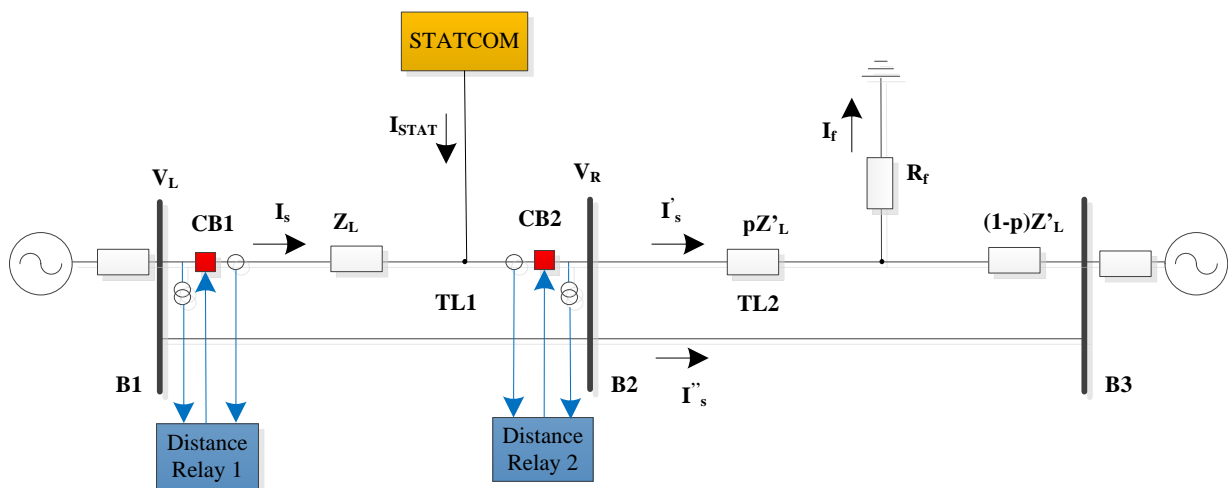 STATCOM
I_STAT
I_f
V_L
V_R
R_f
CB1
I_s
Z_L
CB2
I'_s
pZ'_L
(1-p)Z'_L
TL1
TL2
B1
B2
I''_s
B3
Distance
Relay 1
Distance
Relay 2